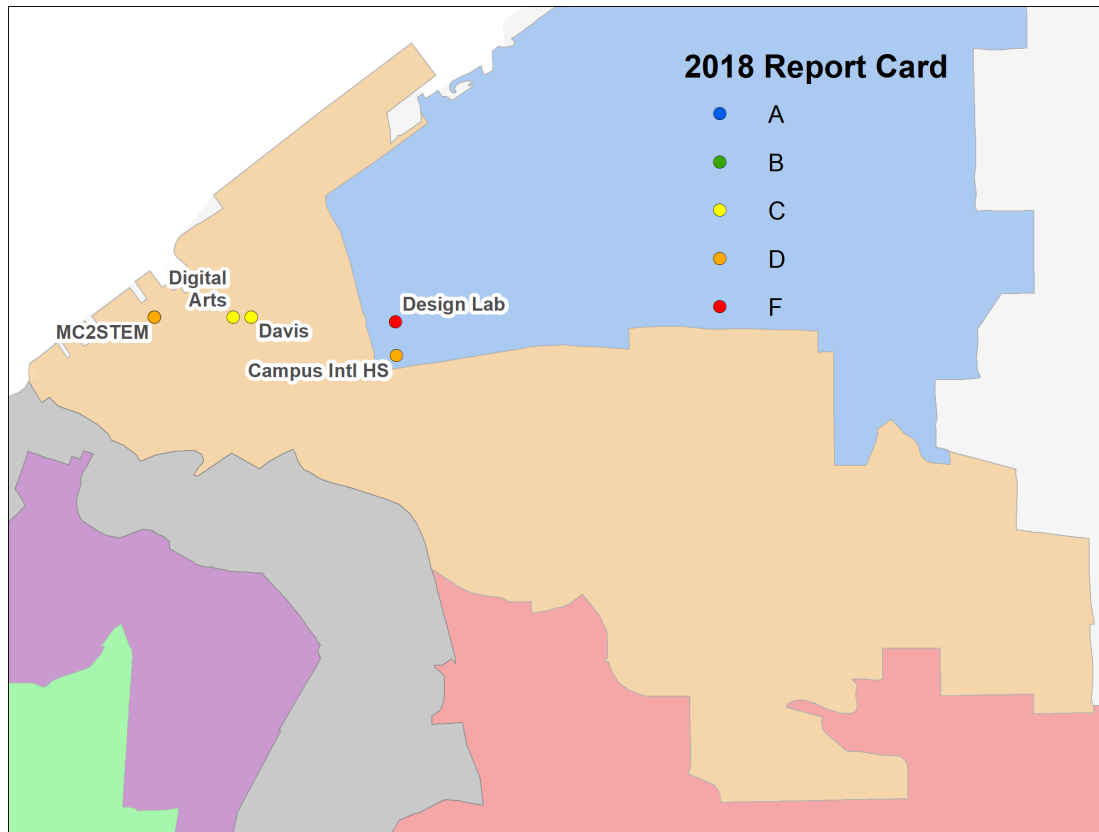 2018 Report Card
A
B
C
D
F
Digital
Arts
MC2STEM
Davis
Design Lab
Campus Intl HS